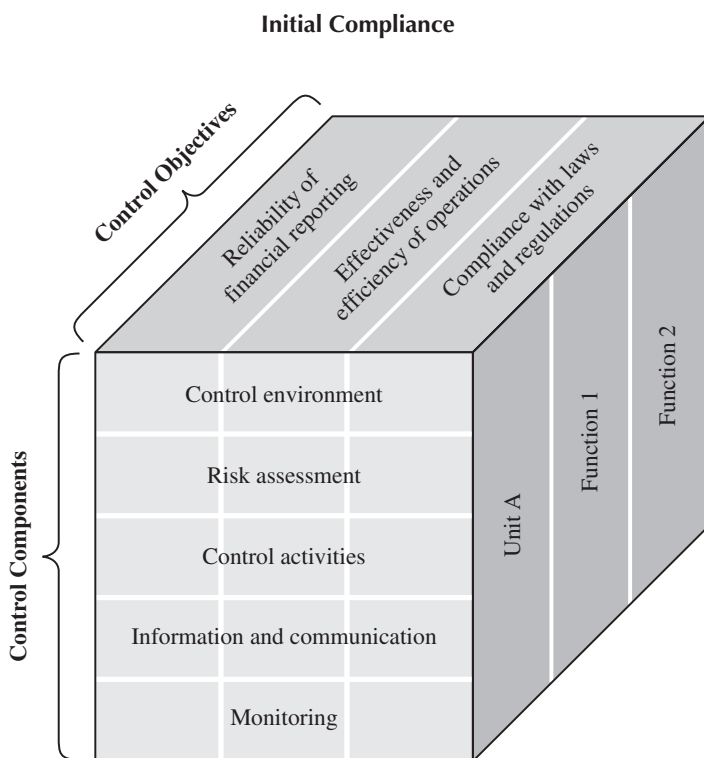 Initial Compliance
Control Objectives
Reliability of
financial reporting
Effectiveness and
efficiency of operations
Compliance with laws
and regulations
Control Components
Control environment
Risk assessment
Control activities
Information and communication
Monitoring
Unit A
Function 1
Function 2